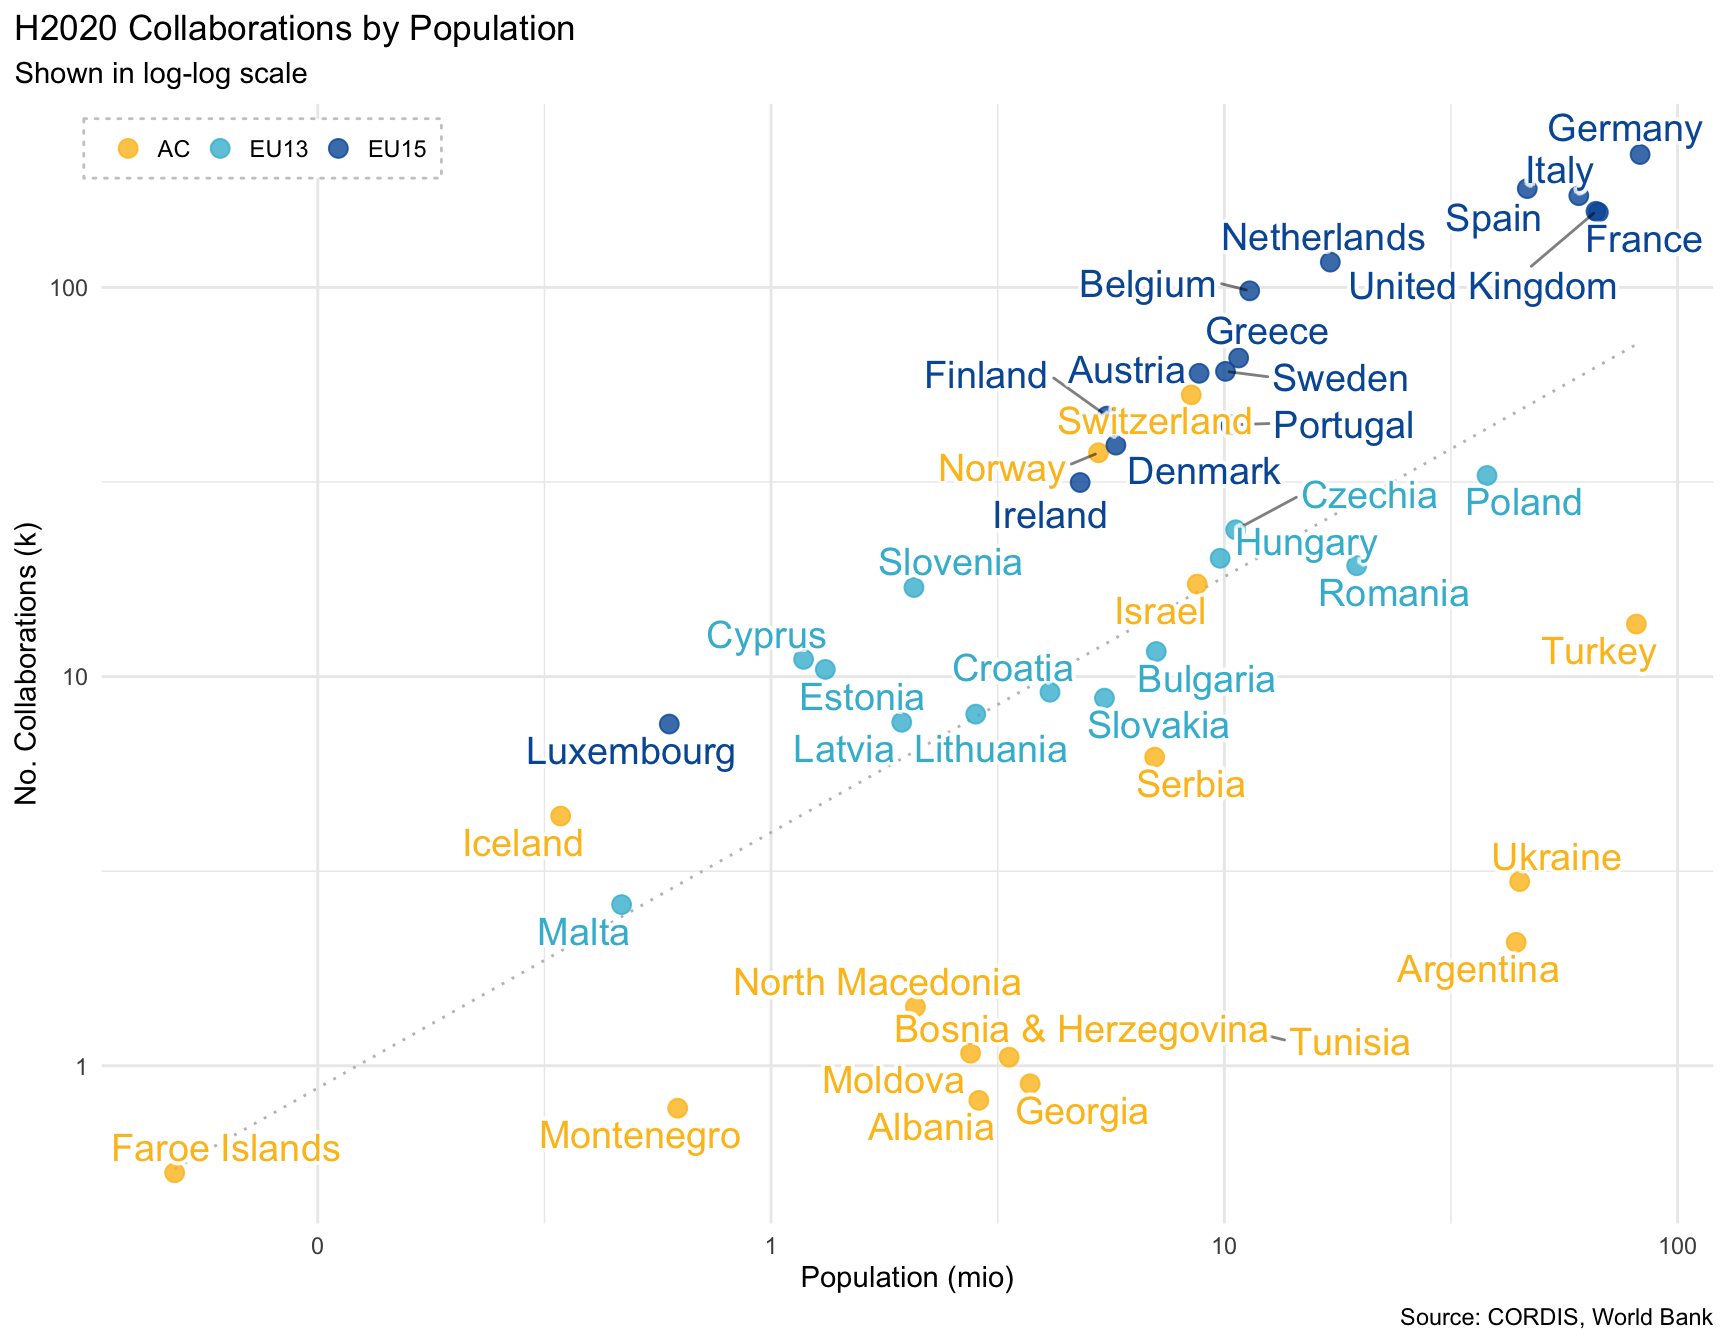 H2020 Collaborations by Population
Shown in log-log scale
AC
EU13
EU15
Germany
Italy
Spain
France
Netherlands
United Kingdom
Belgium
Greece
Finland
Austria
Sweden
Switzerland
Portugal
Norway
Denmark
Ireland
Czechia
Poland
Hungary
Slovenia
Romania
Israel
Cyprus
Turkey
Croatia
Bulgaria
Estonia
Slovakia
Latvia
Lithuania
Luxembourg
Serbia
Iceland
Ukraine
Malta
Argentina
North Macedonia
Bosnia & Herzegovina
Tunisia
Moldova
Georgia
Albania
Montenegro
Faroe Islands
100
10
1
No. Collaborations (k)
0
1
10
100
Population (mio)
Source: CORDIS, World Bank